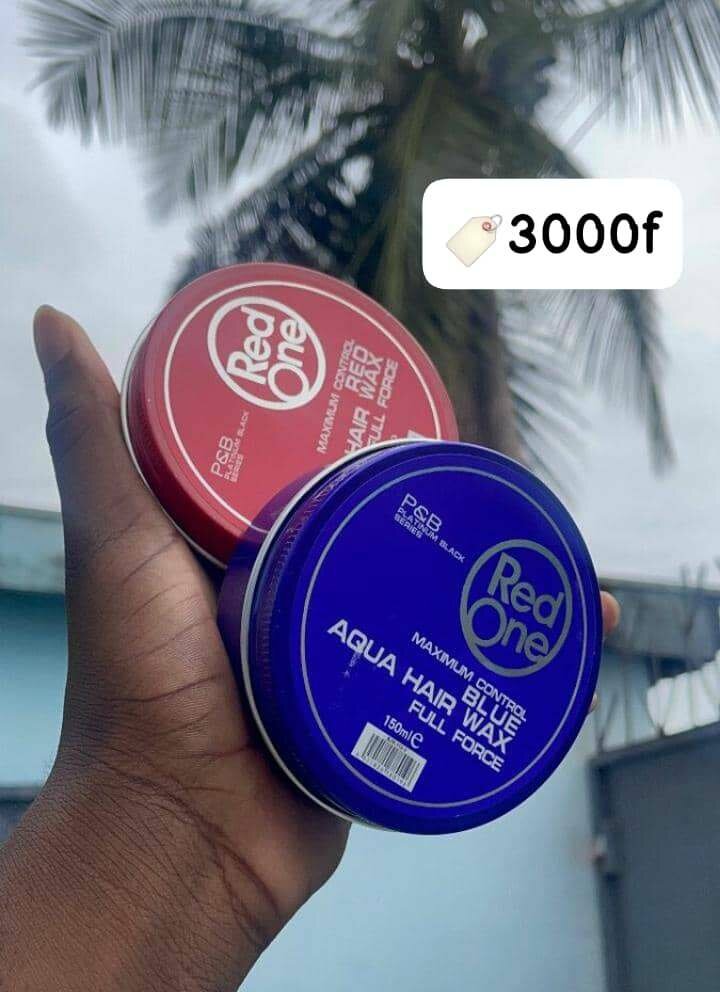 🏷️3000f
Red
One
MAXIMUM CONTROL
RED
HAIR WAX
FULL FORCE
P&B
PLATINUM BLACK
SERIES
P&B
PLATINUM BLACK
SERIES
Red
One
MAXIMUM CONTROL
BLUE
AQUA HAIR WAX
FULL FORCE
150ml e